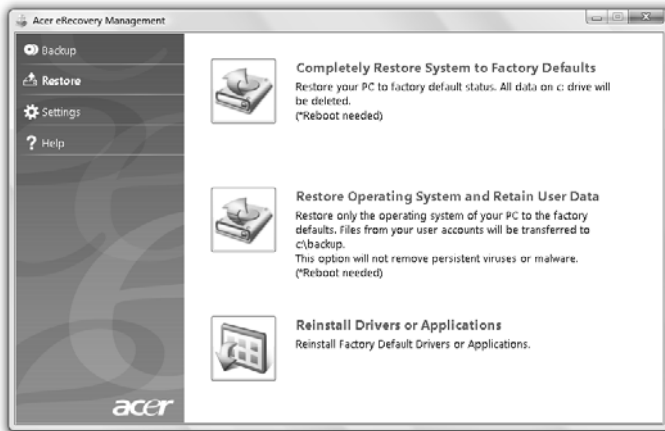 Acer eRecovery Management
Backup
Restore
Settings
Help
Completely Restore System to Factory Defaults
Restore your PC to factory default status. All data on c: drive will
be deleted.
(*Reboot needed)
Restore Operating System and Retain User Data
Restore only the operating system of your PC to the factory
defaults. Files from your user accounts will be transferred to
c:\backup.
This option will not remove persistent viruses or malware.
(*Reboot needed)
Reinstall Drivers or Applications
Reinstall Factory Default Drivers or Applications.
acer